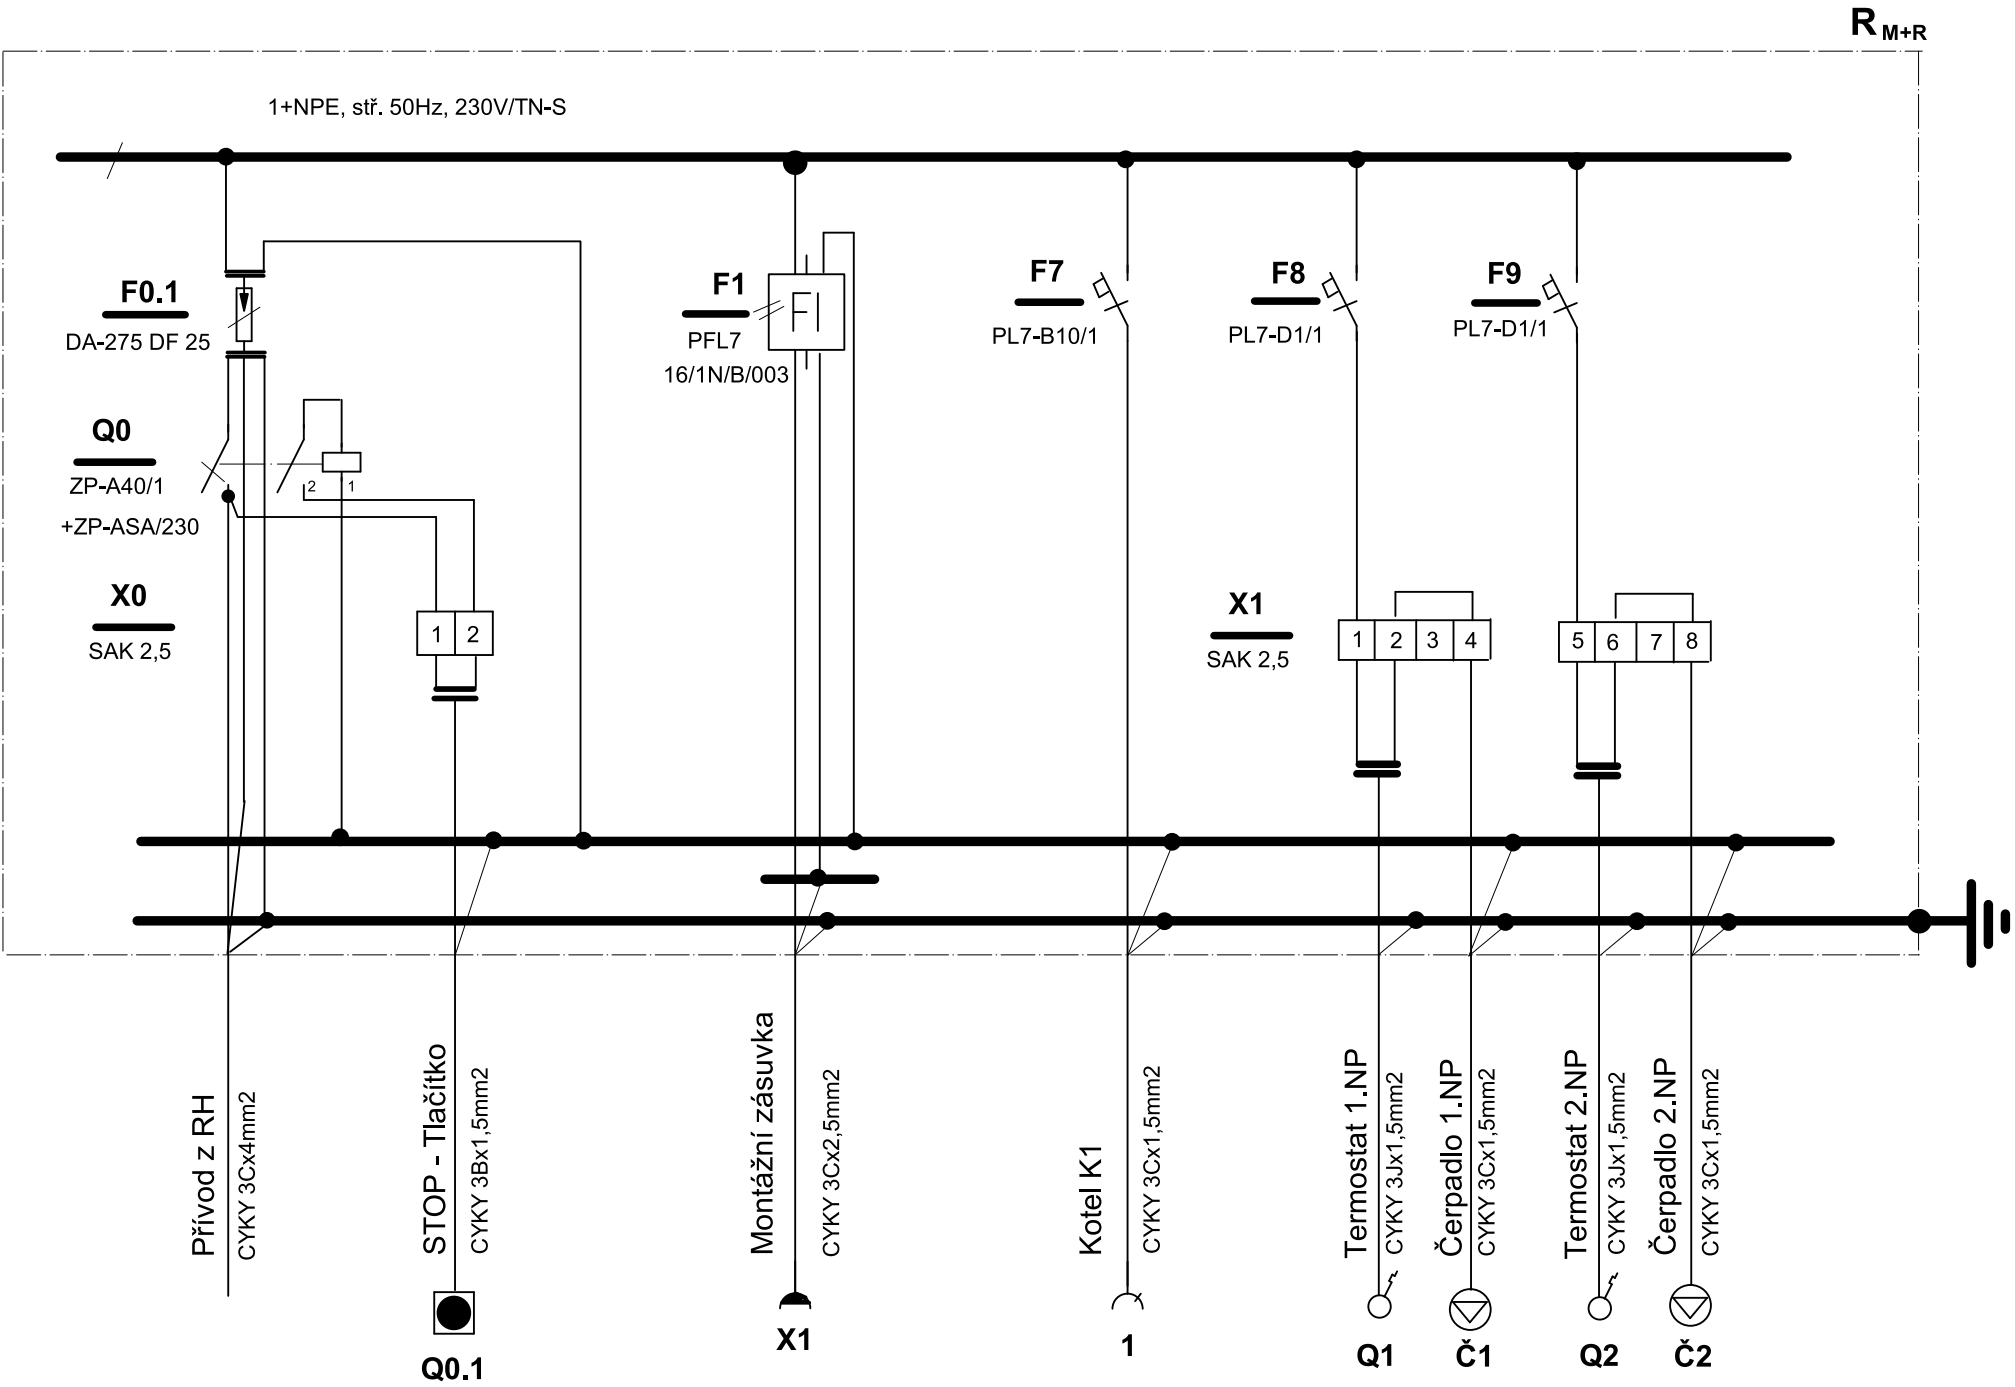 R M+R
1+NPE, stř. 50Hz, 230V/TN-S
F0.1
DA-275 DF 25
F1
PFL7
16/1N/B/003
FI
F7
PL7-B10/1
F8
PL7-D1/1
F9
PL7-D1/1
Q0
ZP-A40/1
+ZP-ASA/230
2 1
X0
SAK 2,5
1 2
X1
SAK 2,5
1 2 3 4
5 6 7 8
Přívod z RH
CYKY 3Cx4mm2
STOP - Tlačítko
CYKY 3Bx1,5mm2
Montážní zásuvka
CYKY 3Cx2,5mm2
Kotel K1
CYKY 3Cx1,5mm2
Termostat 1.NP
CYKY 3Jx1,5mm2
Čerpadlo 1.NP
CYKY 3Cx1,5mm2
Termostat 2.NP
CYKY 3Jx1,5mm2
Čerpadlo 2.NP
CYKY 3Cx1,5mm2
Q0.1
X1
1
Q1
Č1
Q2
Č2